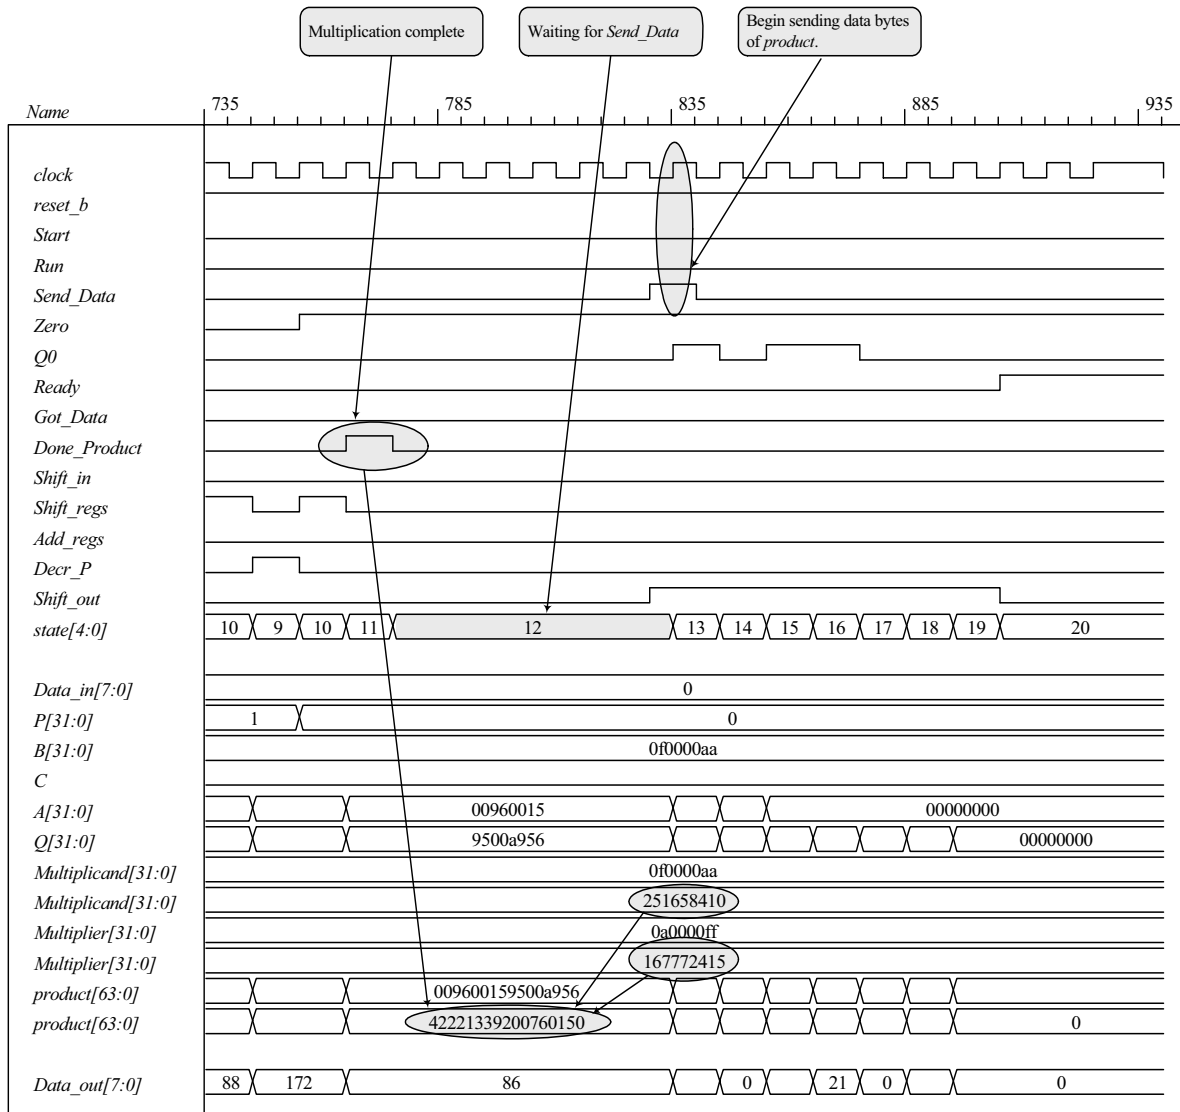 Multiplication complete
Waiting for Send_Data
Begin sending data bytes
of product.
Name
735 785 835 885 935
clock
reset_b
Start
Run
Send_Data
Zero
Q0
Ready
Got_Data
Done_Product
Shift_in
Shift_regs
Add_regs
Decr_P
Shift_out
state[4:0] 10 9 10 11 12 13 14 15 16 17 18 19 20
Data_in[7:0] 0
P[31:0] 1 0
B[31:0] 0f0000aa
C
A[31:0] 00960015 00000000
Q[31:0] 9500a956 00000000
Multiplicand[31:0] 0f0000aa
Multiplicand[31:0] 251658410
Multiplier[31:0] 0a0000ff
Multiplier[31:0] 167772415
product[63:0] 009600159500a956
product[63:0] 42221339200760150 0
Data_out[7:0] 88 172 86 0 21 0 0